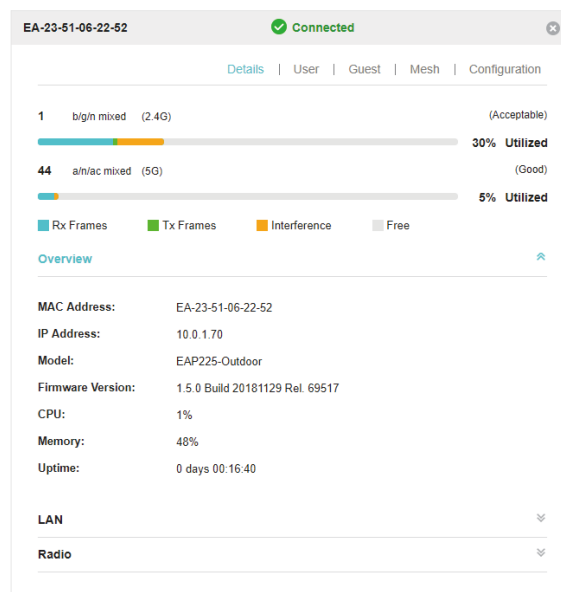 EA-23-51-06-22-52 Connected
Details | User | Guest | Mesh | Configuration
1 b/g/n mixed (2.4G) (Acceptable)
30% Utilized
44 a/n/ac mixed (5G) (Good)
5% Utilized
Rx Frames Tx Frames Interference Free
Overview
MAC Address: EA-23-51-06-22-52
IP Address: 10.0.1.70
Model: EAP225-Outdoor
Firmware Version: 1.5.0 Build 20181129 Rel. 69517
CPU: 1%
Memory: 48%
Uptime: 0 days 00:16:40
LAN
Radio